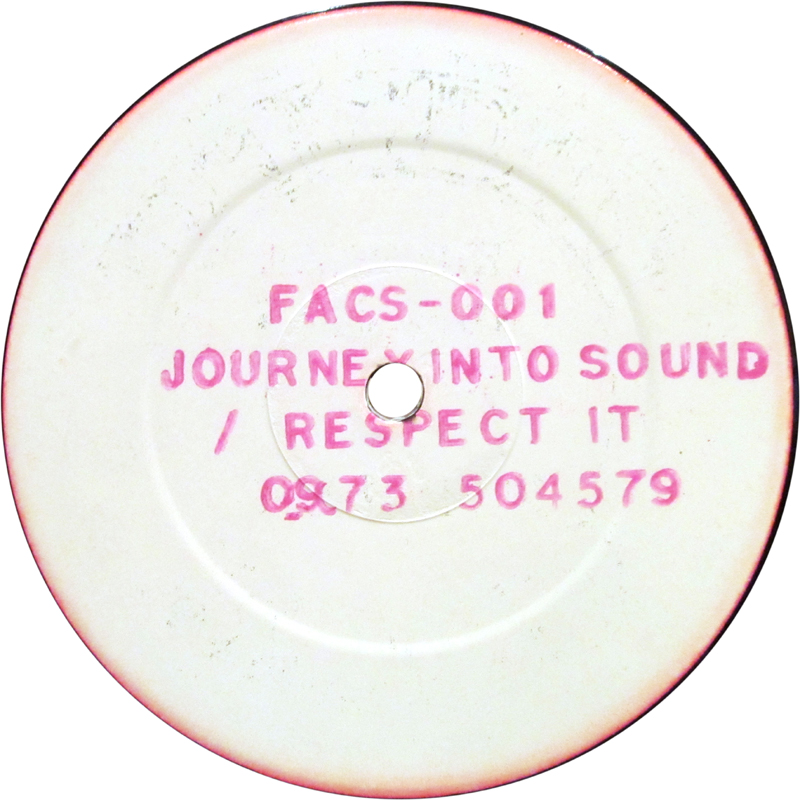 FACS-001
JOURNEY INTO SOUND
/ RESPECT IT
0973 504579